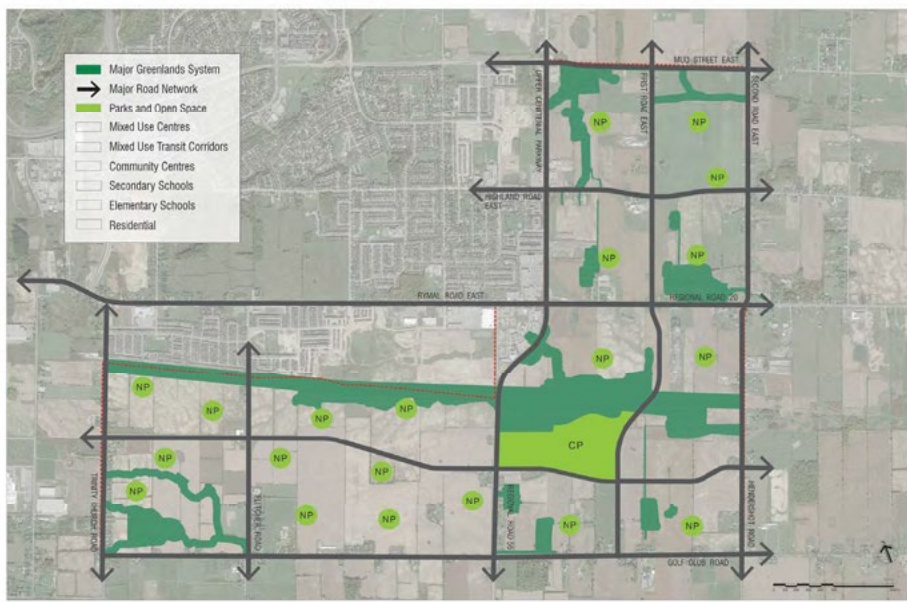 Major Greenlands System
Major Road Network
Parks and Open Space
Mixed Use Centres
Mixed Use Transit Corridors
Community Centres
Secondary Schools
Elementary Schools
Residential
MUD STREET EAST
UPPER CENTENIAL PARKWAY
FIRST ROAD EAST
SECOND ROAD EAST
NP
NP
NP
HIGHLAND ROAD
EAST
NP
NP
RYMAL ROAD EAST
REGIONAL ROAD 20
NP
NP
NP
NP
NP
NP
CP
NP
NP
NP
NP
NP
NP
NP
NP
NP
TRINITY CHURCH ROAD
FLETCHER ROAD
REGIONAL ROAD 56
HENDERSHOT ROAD
GOLF CLUB ROAD